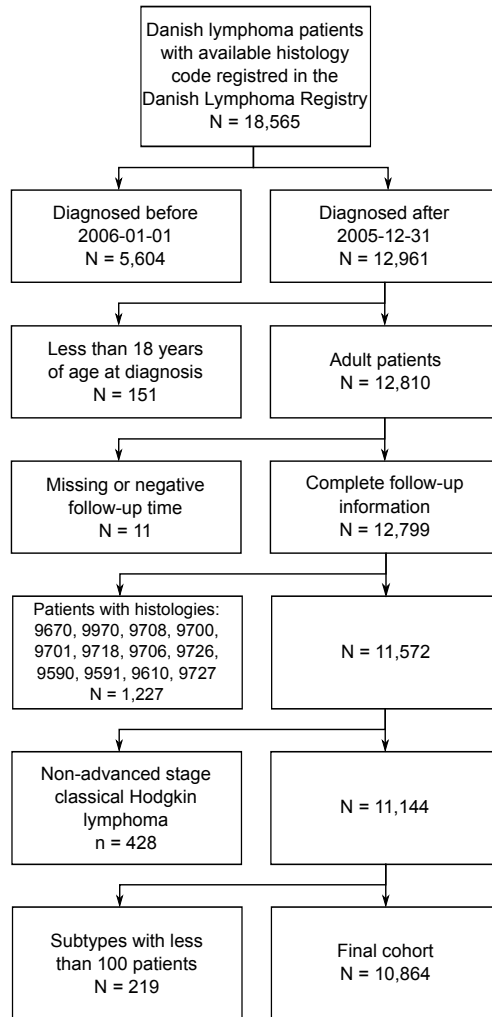 Danish lymphoma patients
with available histology
code registred in the
Danish Lymphoma Registry
N = 18,565
Diagnosed before
2006-01-01
N = 5,604
Diagnosed after
2005-12-31
N = 12,961
Less than 18 years
of age at diagnosis
N = 151
Adult patients
N = 12,810
Missing or negative
follow-up time
N = 11
Complete follow-up
information
N = 12,799
Patients with histologies:
9670, 9970, 9708, 9700,
9701, 9718, 9706, 9726,
9590, 9591, 9610, 9727
N = 1,227
N = 11,572
Non-advanced stage
classical Hodgkin
lymphoma
n = 428
N = 11,144
Subtypes with less
than 100 patients
N = 219
Final cohort
N = 10,864